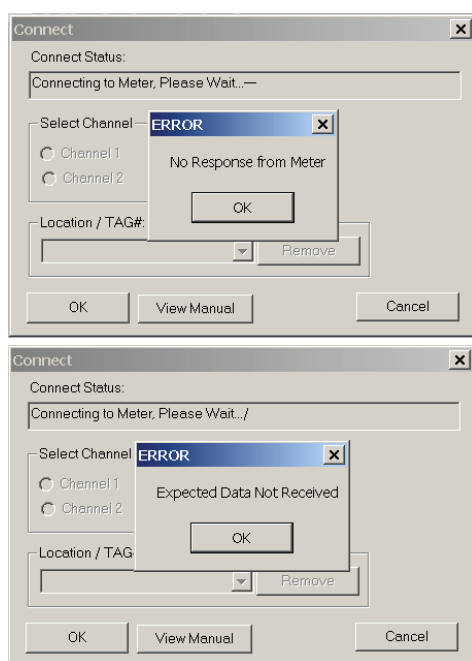 Connect
Connect Status:
Connecting to Meter, Please Wait...—
Select Channel
ERROR
Channel 1
No Response from Meter
Channel 2
OK
Location / TAG#:
Remove
OK
View Manual
Cancel
Connect
Connect Status:
Connecting to Meter, Please Wait.../
Select Channel
ERROR
Channel 1
Expected Data Not Received
Channel 2
OK
Location / TAG
Remove
OK
View Manual
Cancel